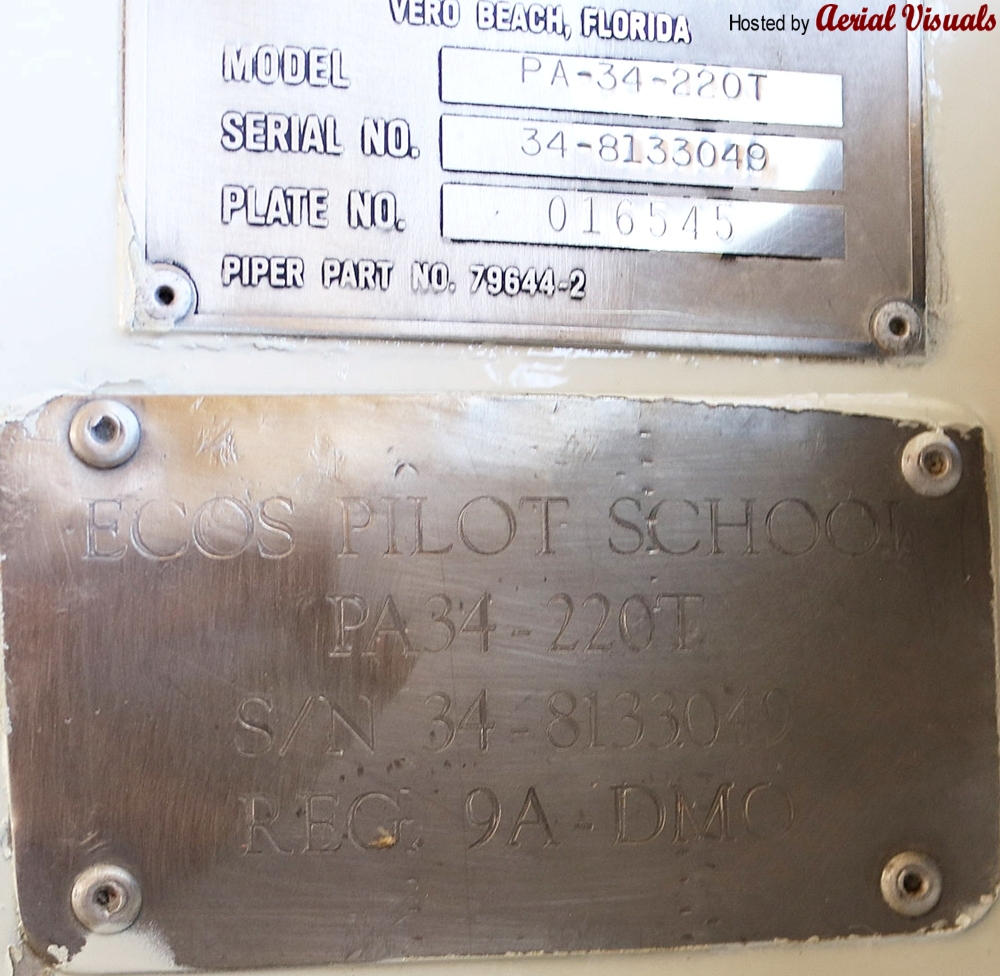 Hosted by Aerial Visuals
VERO BEACH, FLORIDA
MODEL PA-34-220T
SERIAL NO. 34-8133049
PLATE NO. 016545
PIPER PART NO. 79644-2
ECOS PILOT SCHOOL
PA34-220T
S/N 34-8133049
REG. 9A-DMO